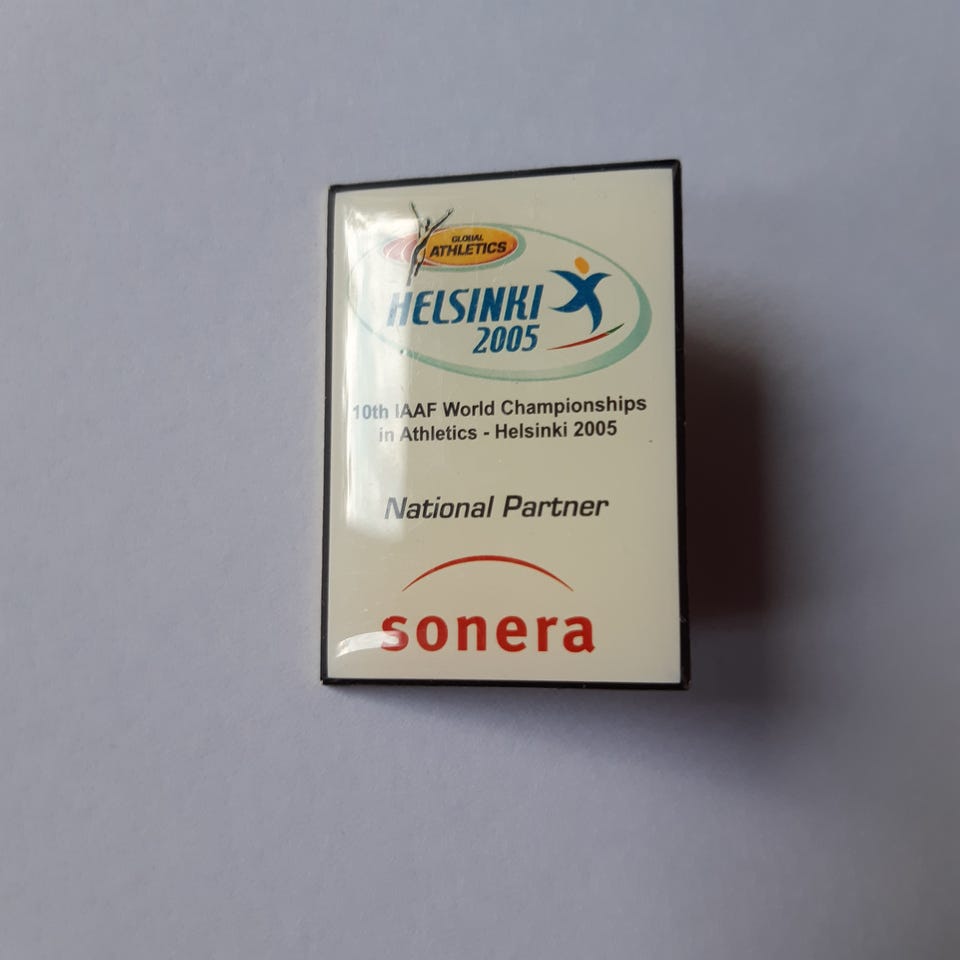 GLOBAL
ATHLETICS
HELSINKI
2005
10th IAAF World Championships
in Athletics - Helsinki 2005
National Partner
sonera